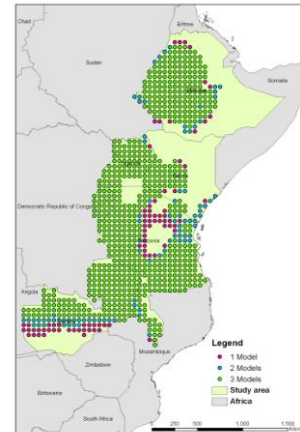 Eritrea
Sudan
Somalia
Democratic Republic of Congo
Angola
Zimbabwe
Mozambique
Botswana
South Africa
Legend
1 Model
2 Models
3 Models
Study area
Africa
0 250 500 1,000 1,500